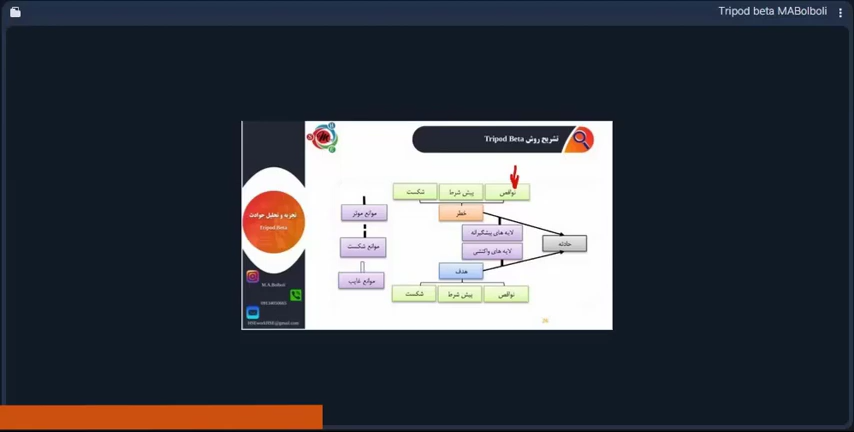 Tripod beta MABolboli
تشریح روش Tripod Beta
نواقص پیش شرط شکست
خطر
لایه های پیشگیرانه
لایه های واکنشی
حادثه
هدف
نواقص پیش شرط شکست
موانع موثر
موانع شکست
موانع غایب
تجزیه و تحلیل حوادث
Tripod Beta
M.A.Bolboli
26